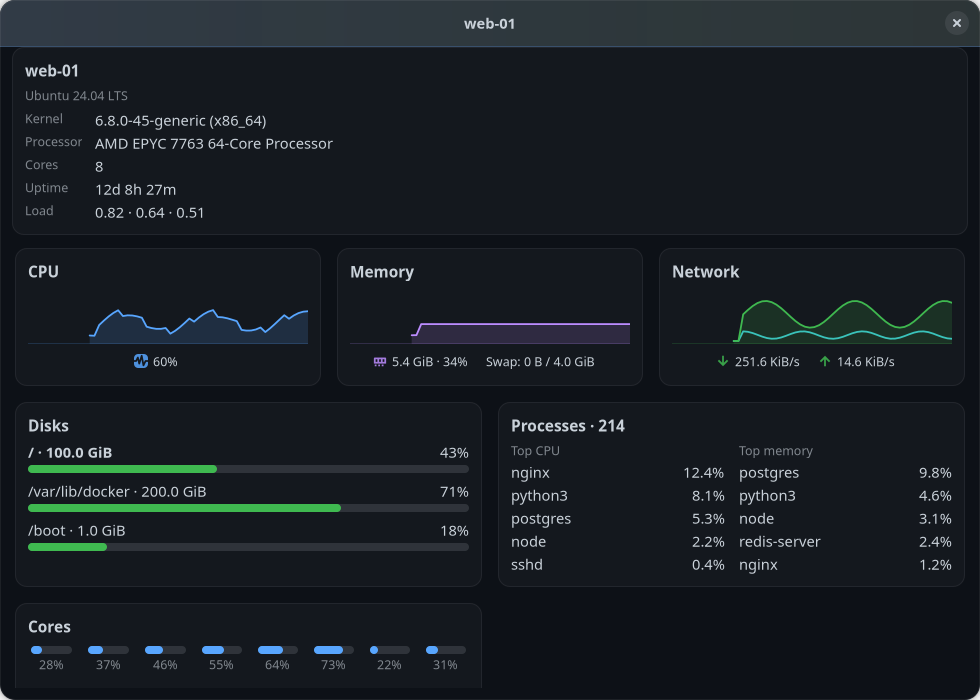 web-01
web-01
Ubuntu 24.04 LTS
Kernel 6.8.0-45-generic (x86_64)
Processor AMD EPYC 7763 64-Core Processor
Cores 8
Uptime 12d 8h 27m
Load 0.82 · 0.64 · 0.51
CPU
60%
Memory
5.4 GiB · 34% Swap: 0 B / 4.0 GiB
Network
251.6 KiB/s 14.6 KiB/s
Disks
/ · 100.0 GiB 43%
/var/lib/docker · 200.0 GiB 71%
/boot · 1.0 GiB 18%
Processes · 214
Top CPU Top memory
nginx 12.4% postgres 9.8%
python3 8.1% python3 4.6%
postgres 5.3% node 3.1%
node 2.2% redis-server 2.4%
sshd 0.4% nginx 1.2%
Cores
28% 37% 46% 55% 64% 73% 22% 31%